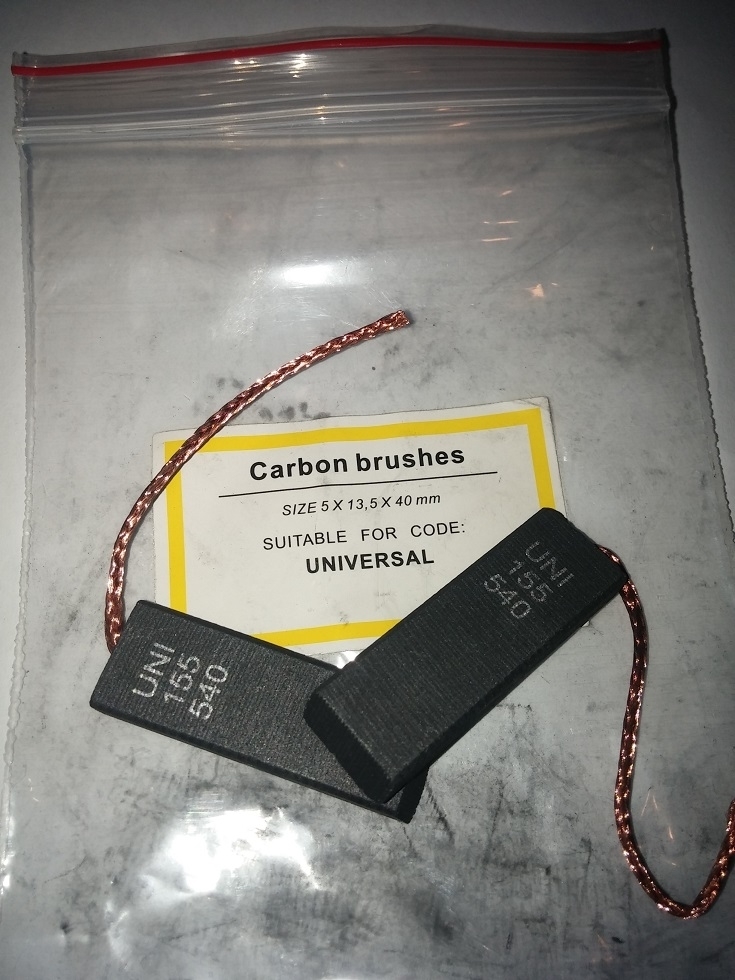 Carbon brushes
SIZE 5 X 13,5 X 40 mm
SUITABLE FOR CODE:
UNIVERSAL
UNI
155
540
UNI
155
540